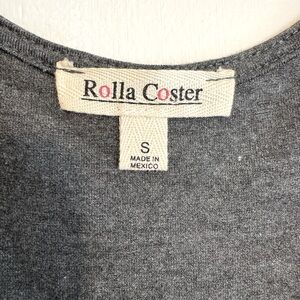 Rolla Coster
S
MADE IN
MEXICO